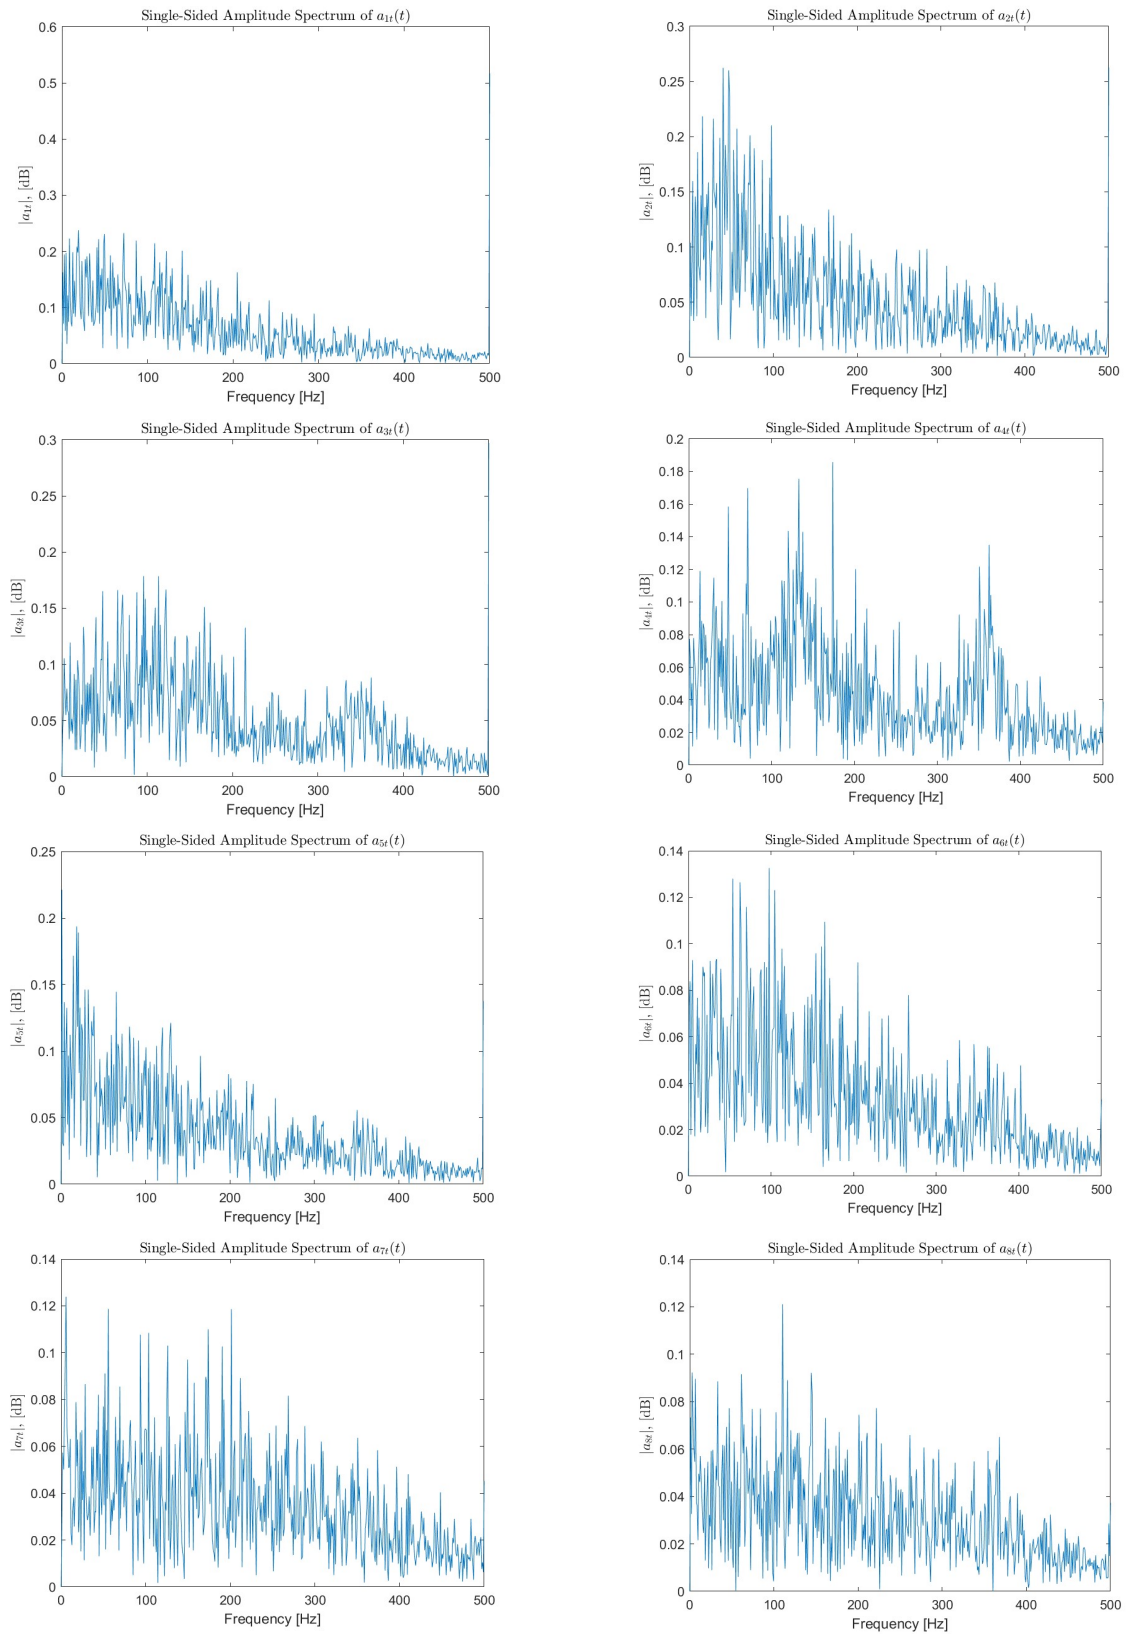 Single-Sided Amplitude Spectrum of a1t(t)
0.6
0.5
0.4
0.3
0.2
0.1
0
|a1t|, [dB]
0 100 200 300 400 500
Frequency [Hz]
Single-Sided Amplitude Spectrum of a2t(t)
0.3
0.25
0.2
0.15
0.1
0.05
0
|a2t|, [dB]
0 100 200 300 400 500
Frequency [Hz]
Single-Sided Amplitude Spectrum of a3t(t)
0.3
0.25
0.2
0.15
0.1
0.05
0
|a3t|, [dB]
0 100 200 300 400 500
Frequency [Hz]
Single-Sided Amplitude Spectrum of a4t(t)
0.2
0.18
0.16
0.14
0.12
0.1
0.08
0.06
0.04
0.02
0
|a4t|, [dB]
0 100 200 300 400 500
Frequency [Hz]
Single-Sided Amplitude Spectrum of a5t(t)
0.25
0.2
0.15
0.1
0.05
0
|a5t|, [dB]
0 100 200 300 400 500
Frequency [Hz]
Single-Sided Amplitude Spectrum of a6t(t)
0.14
0.12
0.1
0.08
0.06
0.04
0.02
0
|a6t|, [dB]
0 100 200 300 400 500
Frequency [Hz]
Single-Sided Amplitude Spectrum of a7t(t)
0.14
0.12
0.1
0.08
0.06
0.04
0.02
0
|a7t|, [dB]
0 100 200 300 400 500
Frequency [Hz]
Single-Sided Amplitude Spectrum of a8t(t)
0.14
0.12
0.1
0.08
0.06
0.04
0.02
0
|a8t|, [dB]
0 100 200 300 400 500
Frequency [Hz]